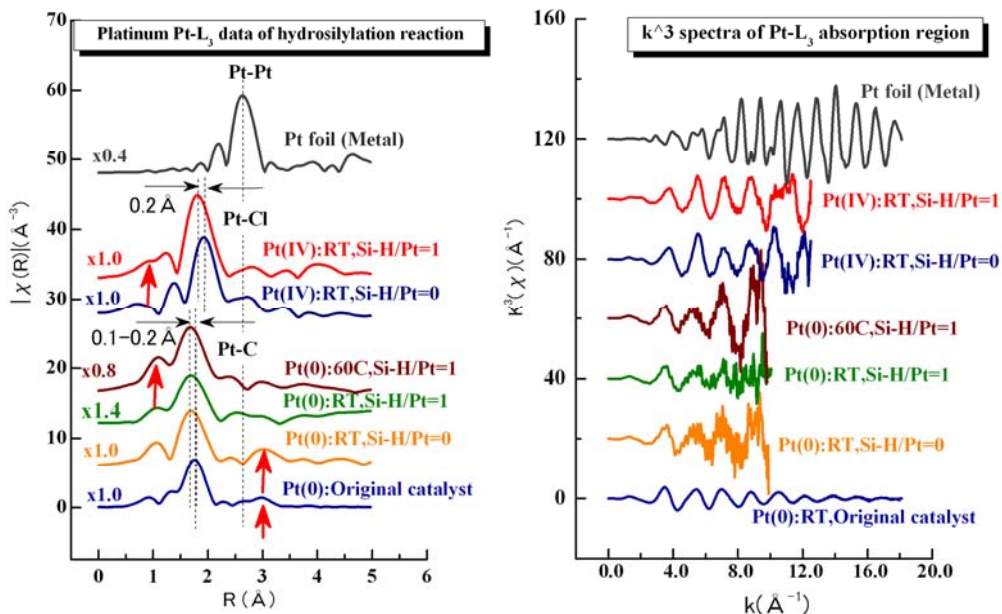 Platinum Pt-L₃ data of hydrosilylation reaction
70
60
50
40
30
20
10
0
|χ(R)|(Å⁻³)
Pt-Pt
Pt foil (Metal)
x0.4
0.2 Å
Pt-Cl
Pt(IV):RT,Si-H/Pt=1
x1.0
Pt(IV):RT,Si-H/Pt=0
x1.0
0.1−0.2 Å
Pt-C
Pt(0):60C,Si-H/Pt=1
x0.8
Pt(0):RT,Si-H/Pt=1
x1.4
Pt(0):RT,Si-H/Pt=0
x1.0
Pt(0):Original catalyst
x1.0
0 1 2 3 4 5 6
R (Å)
k^3 spectra of Pt-L₃ absorption region
160
120
80
40
0
K³(χ)(Å⁻¹)
Pt foil (Metal)
Pt(IV):RT,Si-H/Pt=1
Pt(IV):RT,Si-H/Pt=0
Pt(0):60C,Si-H/Pt=1
Pt(0):RT,Si-H/Pt=1
Pt(0):RT,Si-H/Pt=0
Pt(0):RT,Original catalyst
0.0 4.0 8.0 12.0 16.0 20.0
k(Å⁻¹)